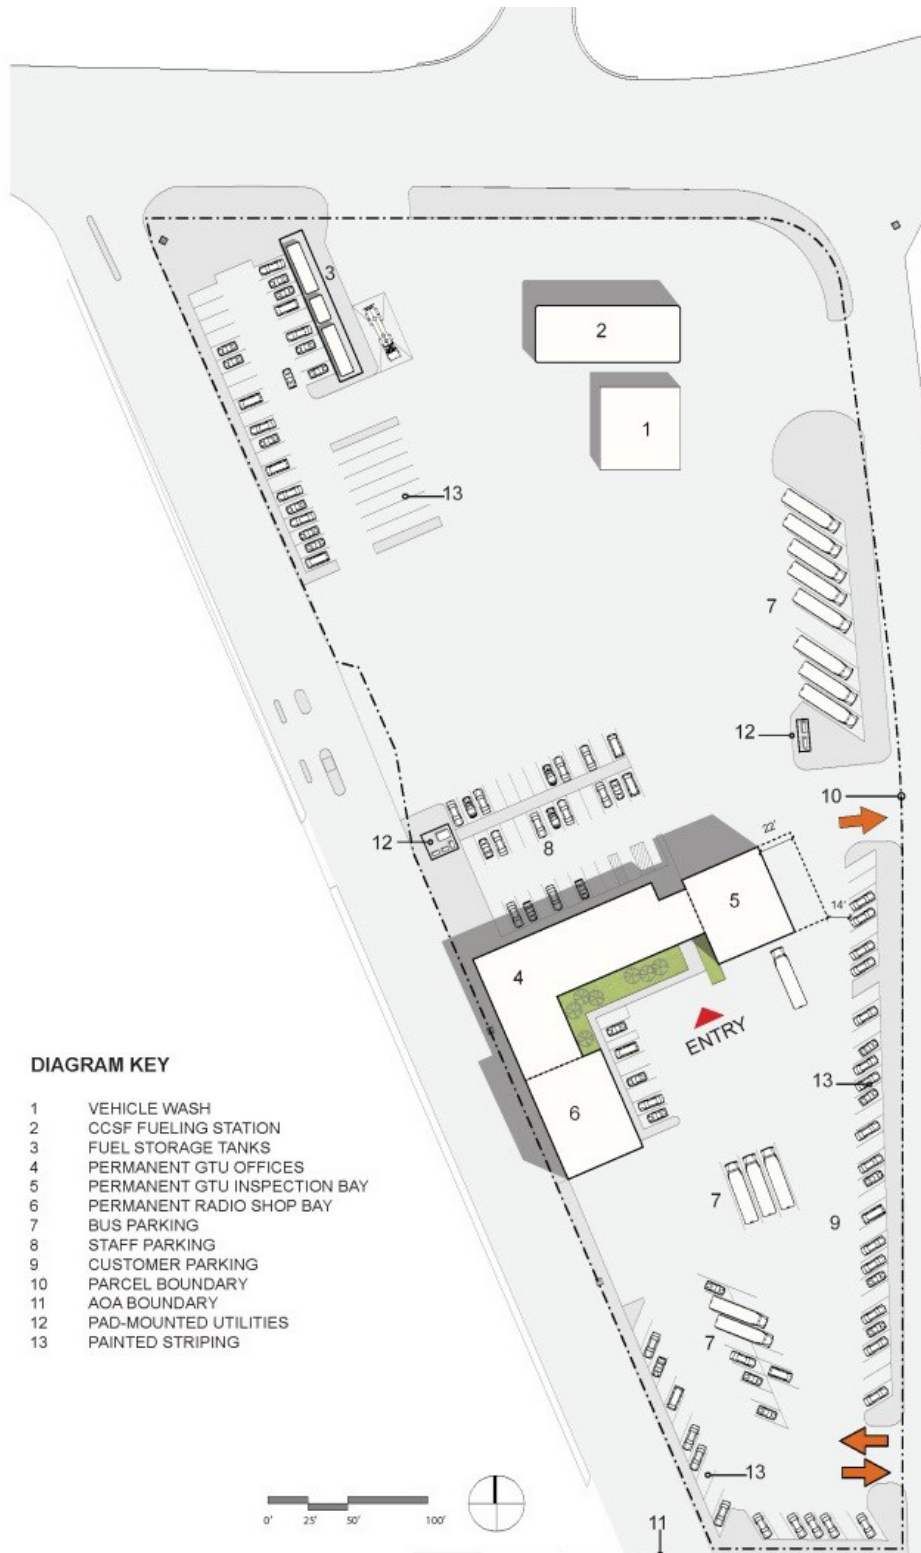 3
2
1
13
7
12
10
12
8
22'
14'
5
4
ENTRY
13
6
7
9
7
13
11
DIAGRAM KEY
1 VEHICLE WASH
2 CCSF FUELING STATION
3 FUEL STORAGE TANKS
4 PERMANENT GTU OFFICES
5 PERMANENT GTU INSPECTION BAY
6 PERMANENT RADIO SHOP BAY
7 BUS PARKING
8 STAFF PARKING
9 CUSTOMER PARKING
10 PARCEL BOUNDARY
11 AOA BOUNDARY
12 PAD-MOUNTED UTILITIES
13 PAINTED STRIPING
0' 25' 50' 100'